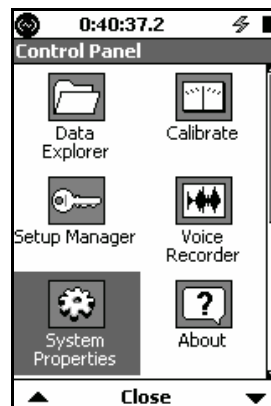 0:40:37.2
Control Panel
Data
Explorer
Calibrate
Setup Manager
Voice
Recorder
System
Properties
?
About
Close